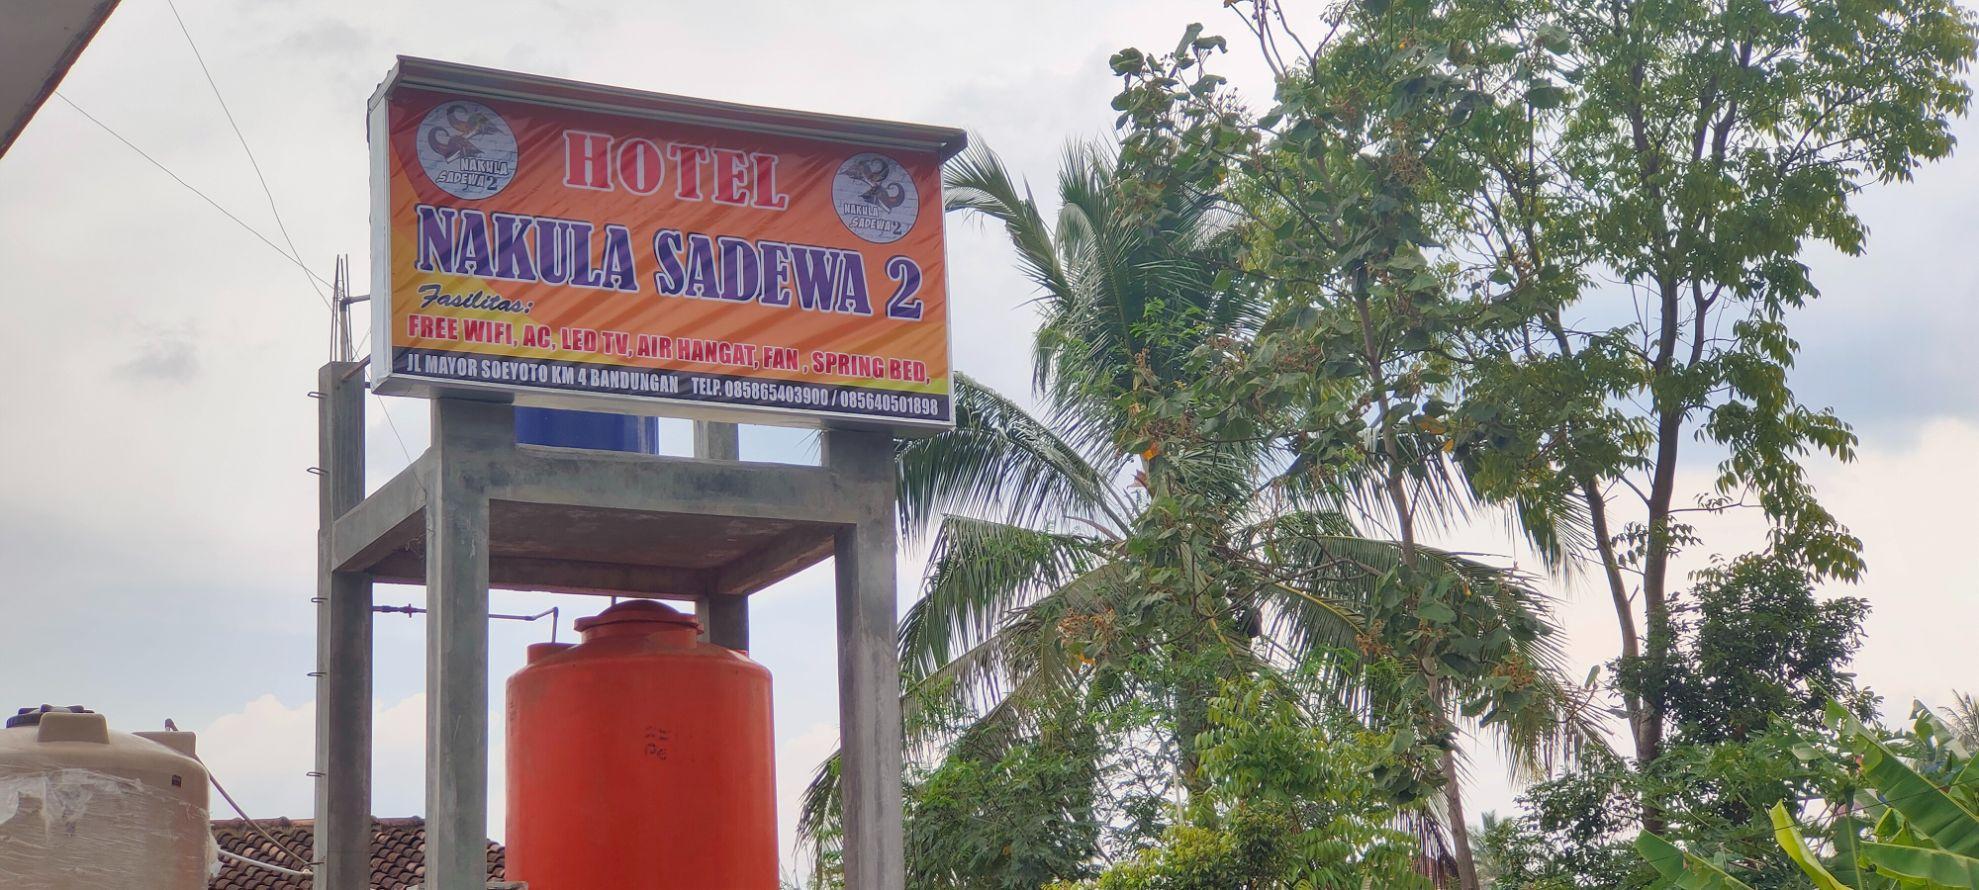 NAKULA
SADEWA 2
HOTEL
NAKULA
SADEWA 2
NAKULA SADEWA 2
Fasilitas:
FREE WIFI, AC, LED TV, AIR HANGAT, FAN , SPRING BED,
JL MAYOR SOEYOTO KM 4 BANDUNGAN TELP. 085865403900 / 085640501898